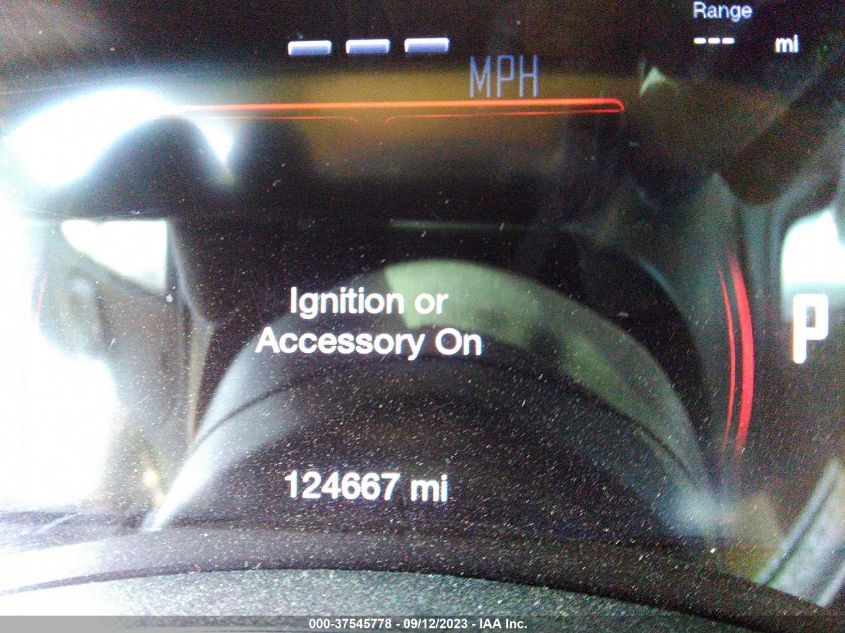 Range
--- mi
MPH
Ignition or
Accessory On
P
124667 mi
000-37545778 - 09/12/2023 - IAA Inc.